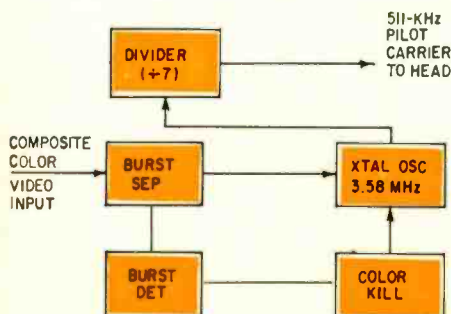 511-KHz
PILOT
CARRIER
TO HEAD
DIVIDER
(÷7)
COMPOSITE
COLOR
VIDEO
INPUT
BURST
SEP
XTAL OSC
3.58 MHz
BURST
DET
COLOR
KILL